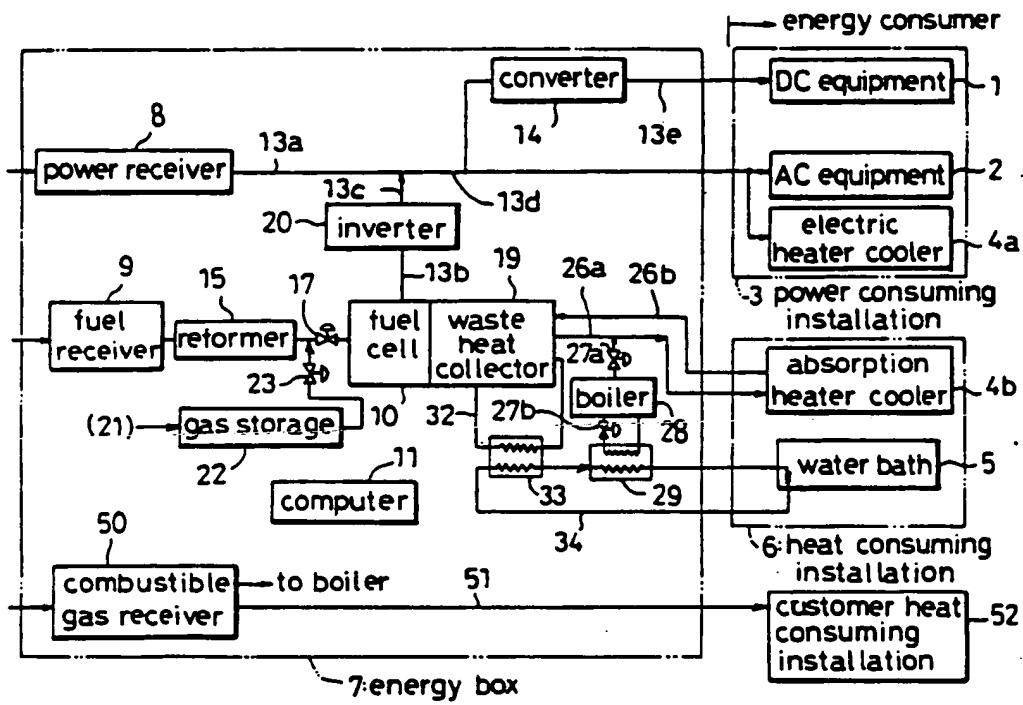 energy consumer
converter
DC equipment
1
14
13e
8
13a
power receiver
AC equipment
2
13c
13d
20
inverter
electric
heater cooler
4a
13b
3 power consuming
installation
9
15
17
19
26a
26b
fuel
receiver
reformer
fuel
cell
waste
heat
collector
27a
absorption
heater cooler
4b
23
10
32
boiler
27b
28
(21)
gas storage
22
11
computer
33
29
water bath
5
34
6:heat consuming
installation
50
combustible
gas receiver
to boiler
51
customer heat
consuming
installation
52
7:energy box